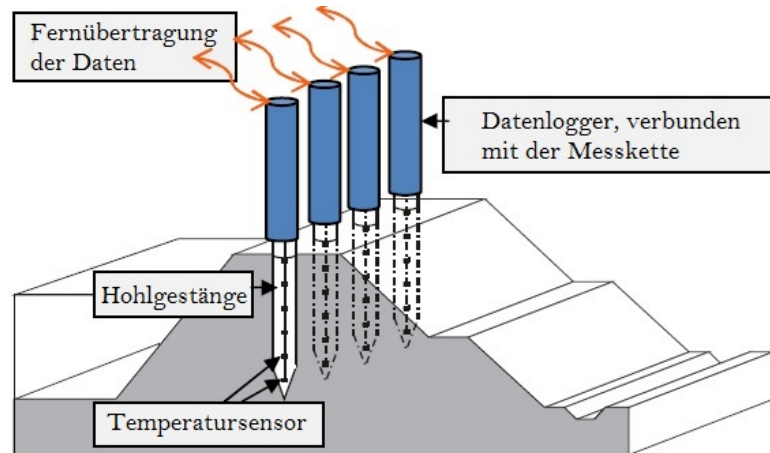 Fernübertragung
der Daten
Datenlogger, verbunden
mit der Messkette
Hohlgestänge
Temperatursensor